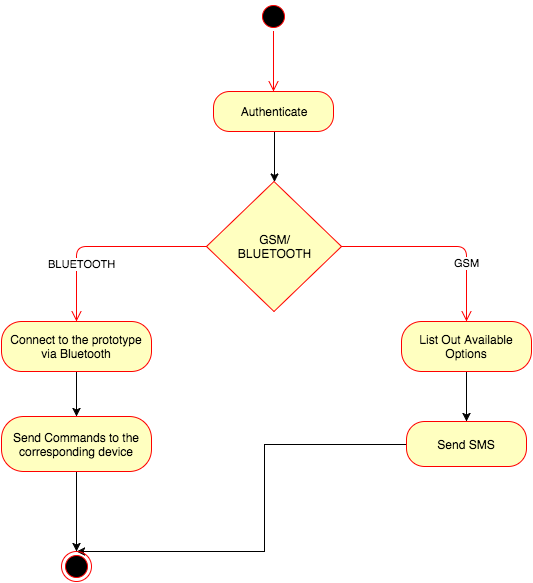 Authenticate
GSM/
BLUETOOTH
BLUETOOTH
GSM
Connect to the prototype
via Bluetooth
List Out Available
Options
Send Commands to the
corresponding device
Send SMS